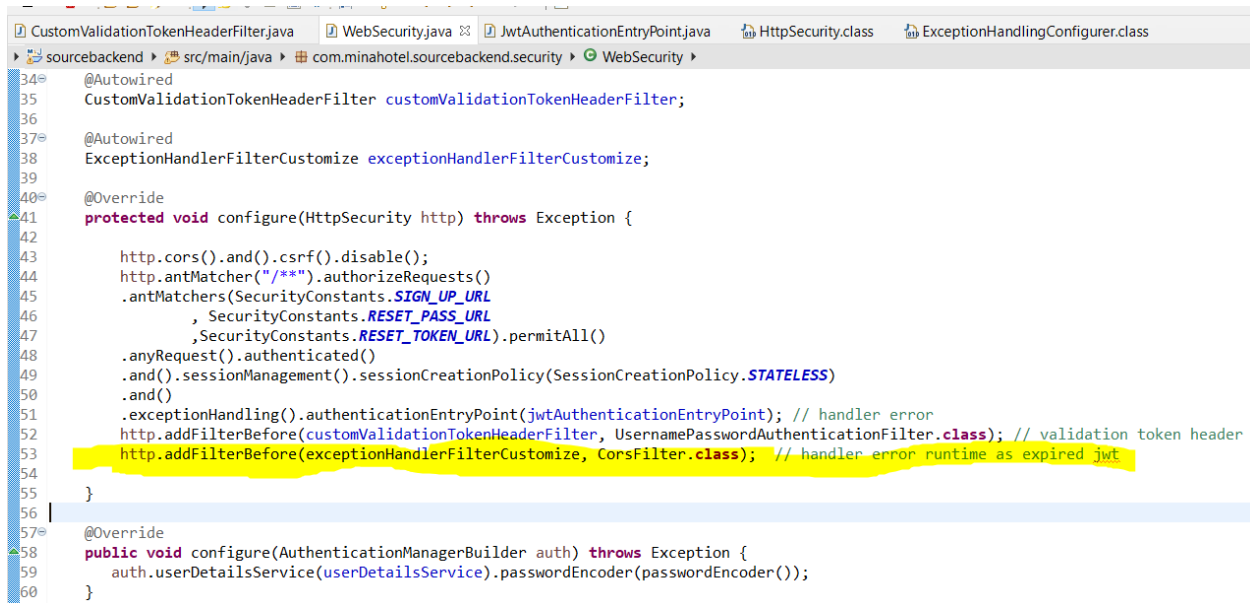 CustomValidationTokenHeaderFilter.java WebSecurity.java JwtAuthenticationEntryPoint.java HttpSecurity.class ExceptionHandlingConfigurer.class
sourcebackend src/main/java com.minahotel.sourcebackend.security WebSecurity
34 @Autowired
35 CustomValidationTokenHeaderFilter customValidationTokenHeaderFilter;
36
37 @Autowired
38 ExceptionHandlerFilterCustomize exceptionHandlerFilterCustomize;
39
40 @Override
41 protected void configure(HttpSecurity http) throws Exception {
42
43 http.cors().and().csrf().disable();
44 http.antMatcher("/**").authorizeRequests()
45 .antMatchers(SecurityConstants.SIGN_UP_URL
46 , SecurityConstants.RESET_PASS_URL
47 ,SecurityConstants.RESET_TOKEN_URL).permitAll()
48 .anyRequest().authenticated()
49 .and().sessionManagement().sessionCreationPolicy(SessionCreationPolicy.STATELESS)
50 .and()
51 .exceptionHandling().authenticationEntryPoint(jwtAuthenticationEntryPoint); // handler error
52 http.addFilterBefore(customValidationTokenHeaderFilter, UsernamePasswordAuthenticationFilter.class); // validation token header
53 http.addFilterBefore(exceptionHandlerFilterCustomize, CorsFilter.class); // handler error runtime as expired jwt
54
55 }
56
57 @Override
58 public void configure(AuthenticationManagerBuilder auth) throws Exception {
59 auth.userDetailsService(userDetailsService).passwordEncoder(passwordEncoder());
60 }